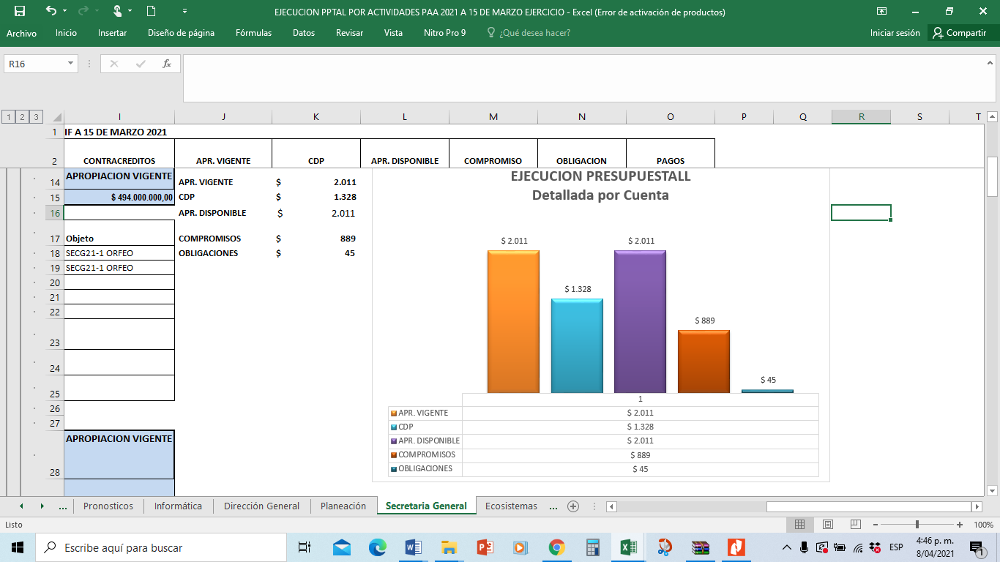 EJECUCION PPTAL POR ACTIVIDADES PAA 2021 A 15 DE MARZO EJERCICIO - Excel (Error de activación de productos)
Archivo Inicio Insertar Diseño de página Fórmulas Datos Revisar Vista Nitro Pro 9 ¿Qué desea hacer? Iniciar sesión Compartir
R16 fx
1 2 3 I J K L M N O P Q R S T
1 IF A 15 DE MARZO 2021
2 CONTRACREDITOS APR. VIGENTE CDP APR. DISPONIBLE COMPROMISO OBLIGACION PAGOS
14 APROPIACION VIGENTE APR. VIGENTE $ 2.011
15 $ 494.000.000,00 CDP $ 1.328
16 APR. DISPONIBLE $ 2.011
17 Objeto COMPROMISOS $ 889
18 SECG21-1 ORFEO OBLIGACIONES $ 45
19 SECG21-1 ORFEO
20
21
22
23
24
25
26
27
28 APROPIACION VIGENTE
EJECUCION PRESUPUESTALL
Detallada por Cuenta
$ 2.011 $ 1.328 $ 2.011 $ 889 $ 45
1
APR. VIGENTE $ 2.011
CDP $ 1.328
APR. DISPONIBLE $ 2.011
COMPROMISOS $ 889
OBLIGACIONES $ 45
... Pronosticos Informática Dirección General Planeación Secretaria General Ecosistemas ...
Listo 100%
Escribe aquí para buscar ESP 4:46 p. m.
8/04/2021 1